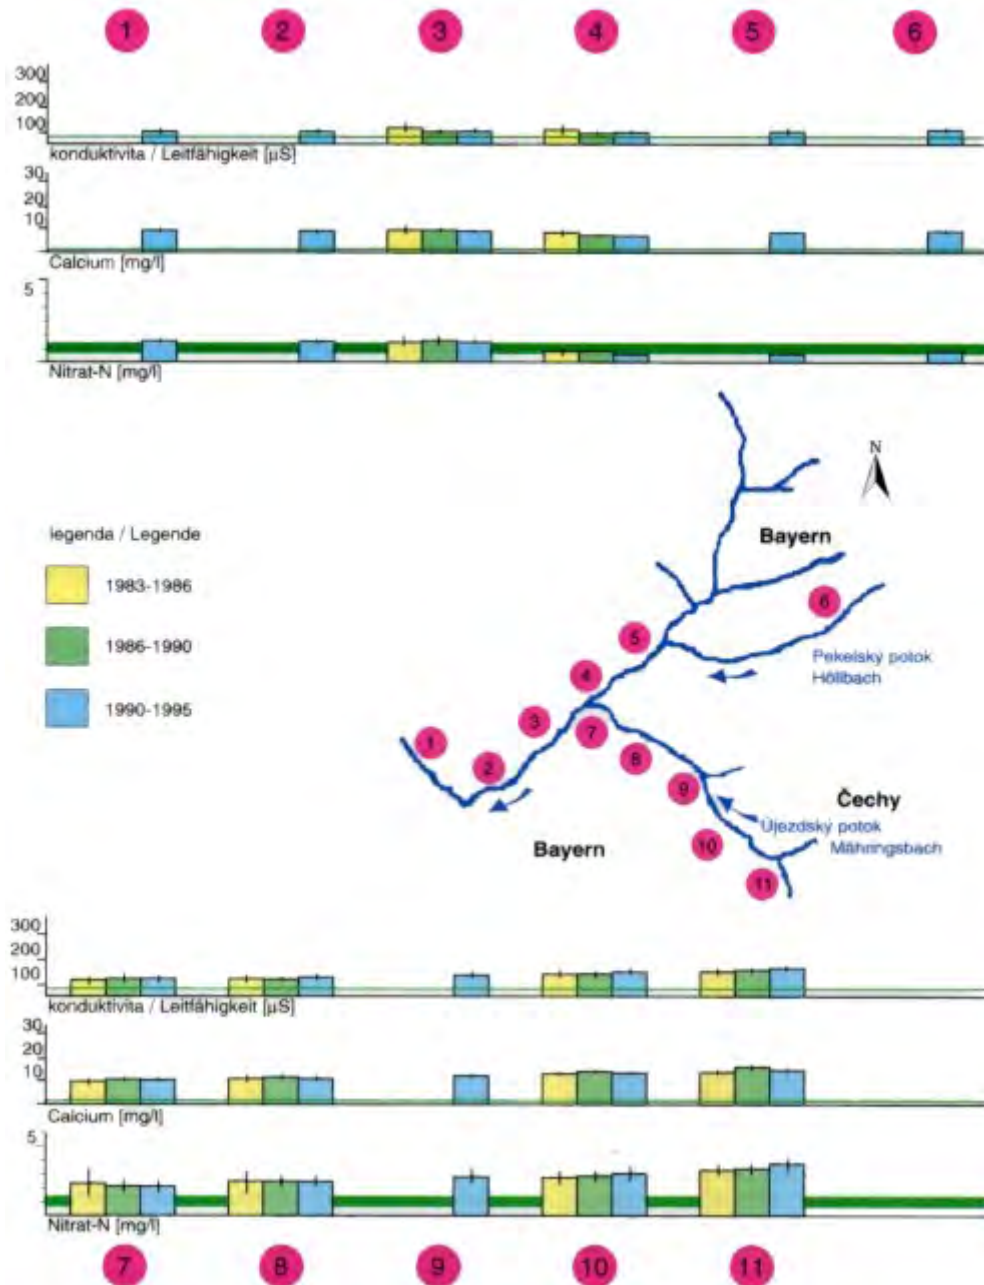 1 2 3 4 5 6
300
200
100
konduktivita / Leitfähigkeit [µS]
30
20
10
Calcium [mg/l]
5
Nitrat-N [mg/l]
N
legenda / Legende
Bayern
1983-1986
6
1986-1990
5
Pekelský potok
Höllbach
4
1990-1995
3
7
1
8
2
9
Čechy
Újezdský potok
Mähringsbach
Bayern
10
11
300
200
100
konduktivita / Leitfähigkeit [µS]
30
20
10
Calcium [mg/l]
5
Nitrat-N [mg/l]
7 8 9 10 11